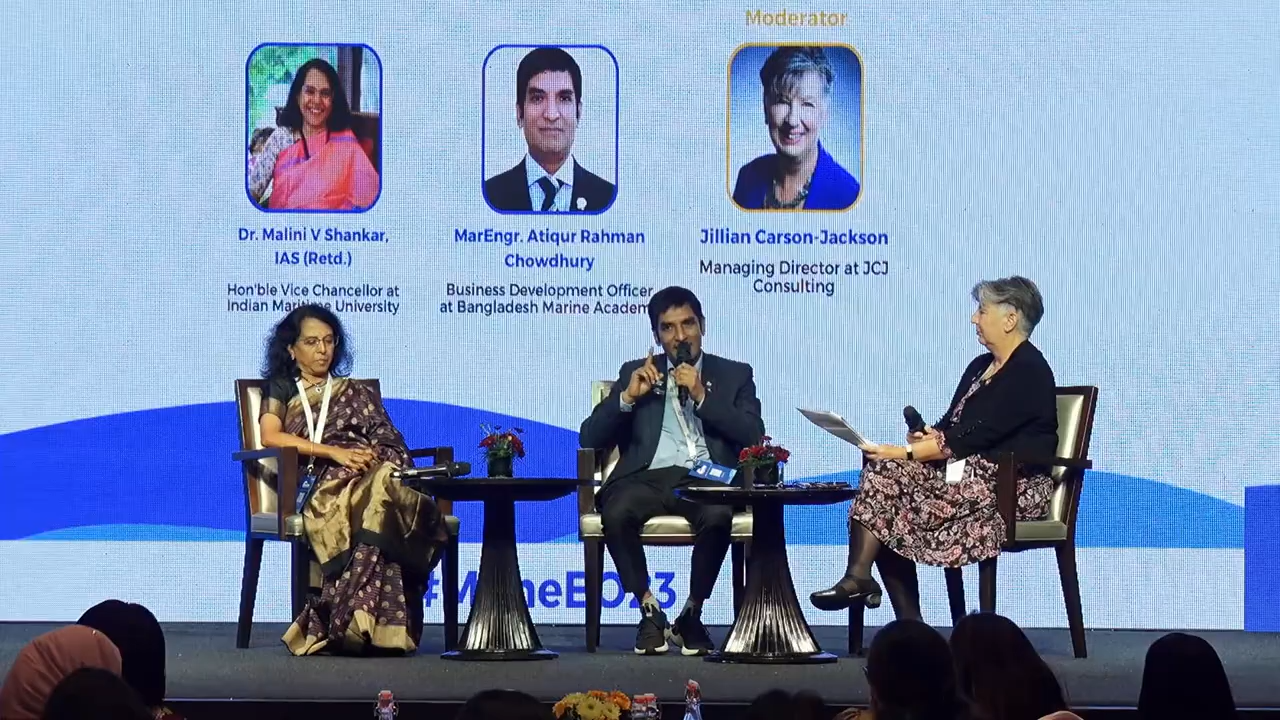 Moderator
Dr. Malini V Shankar,
IAS (Retd.)
Hon'ble Vice Chancellor at
Indian Maritime University
MarEngr. Atiqur Rahman
Chowdhury
Business Development Officer
at Bangladesh Marine Academ
Jillian Carson-Jackson
Managing Director at JCJ
Consulting